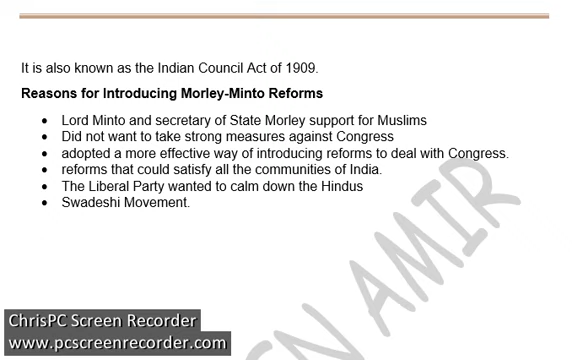 It is also known as the Indian Council Act of 1909.
Reasons for Introducing Morley-Minto Reforms
• Lord Minto and secretary of State Morley support for Muslims
• Did not want to take strong measures against Congress
• adopted a more effective way of introducing reforms to deal with Congress.
• reforms that could satisfy all the communities of India.
• The Liberal Party wanted to calm down the Hindus
• Swadeshi Movement.
AMIR
ChrisPC Screen Recorder
www.pcscreenrecorder.com